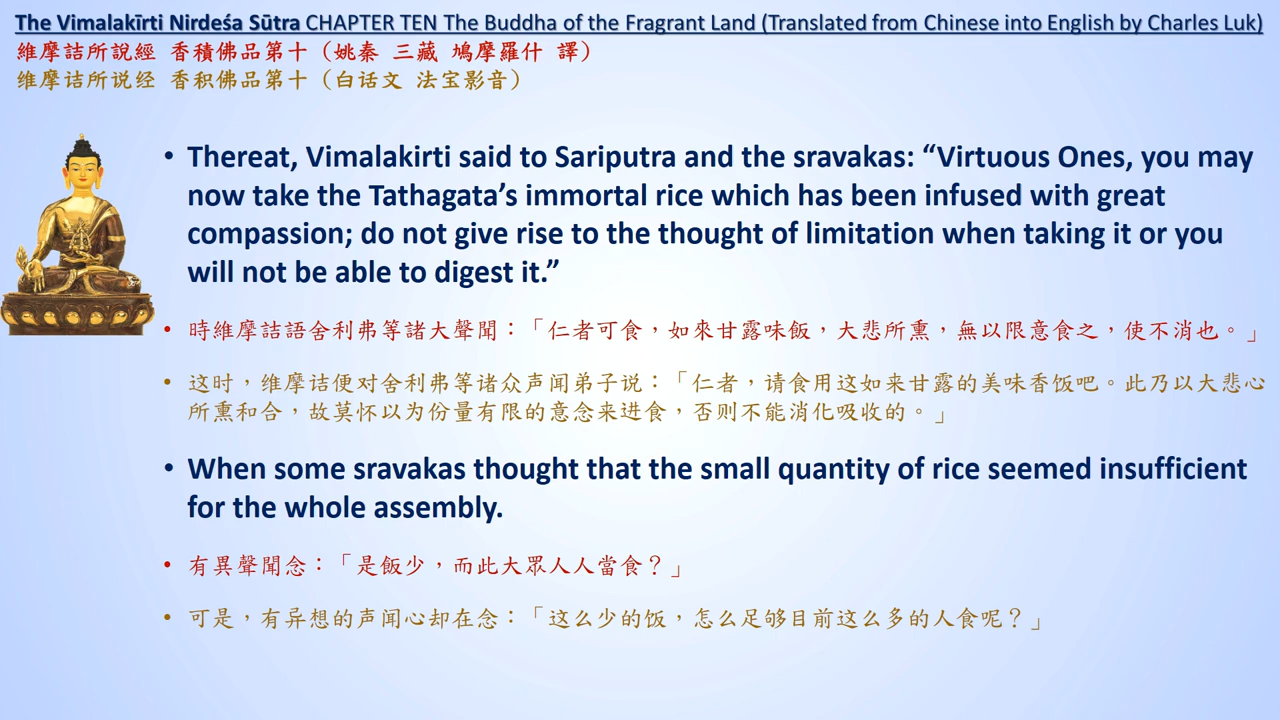 The Vimalakīrti Nirdeśa Sūtra CHAPTER TEN The Buddha of the Fragrant Land (Translated from Chinese into English by Charles Luk)
維摩詰所說經 香積佛品第十（姚秦 三藏 鳩摩羅什 譯）
维摩诘所说经 香积佛品第十（白话文 法宝影音）
• Thereat, Vimalakirti said to Sariputra and the sravakas: “Virtuous Ones, you may
now take the Tathagata’s immortal rice which has been infused with great
compassion; do not give rise to the thought of limitation when taking it or you
will not be able to digest it.”
• 時維摩詰語舍利弗等諸大聲聞：「仁者可食，如來甘露味飯，大悲所熏，無以限意食之，使不消也。」
• 这时，维摩诘便对舍利弗等诸众声闻弟子说：「仁者，请食用这如来甘露的美味香饭吧。此乃以大悲心
所熏和合，故莫怀以为份量有限的意念来进食，否则不能消化吸收的。」
• When some sravakas thought that the small quantity of rice seemed insufficient
for the whole assembly.
• 有異聲聞念：「是飯少，而此大眾人人當食？」
• 可是，有异想的声闻心却在念：「这么少的饭，怎么足够目前这么多的人食呢？」